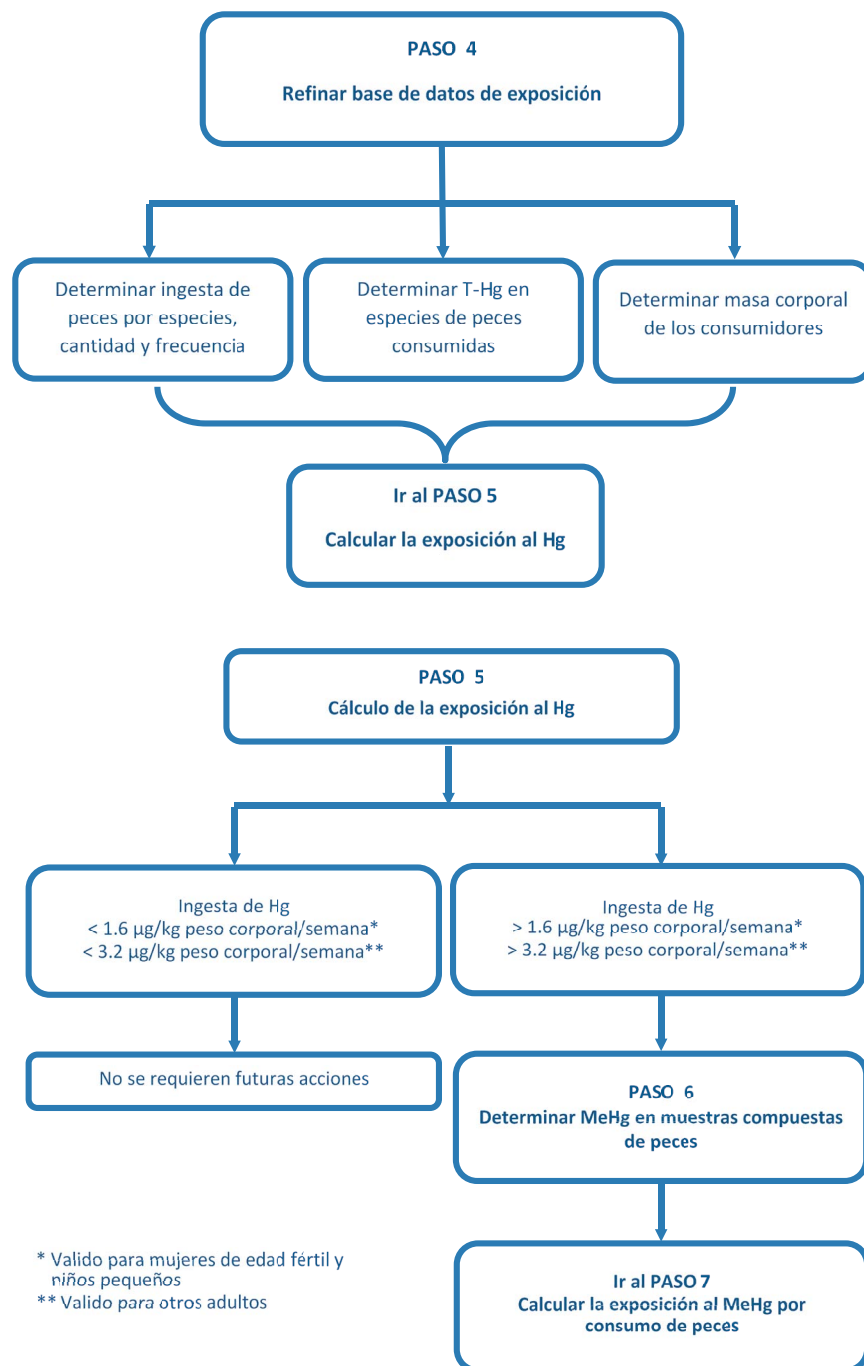 PASO 4
Refinar base de datos de exposición
Determinar ingesta de
peces por especies,
cantidad y frecuencia
Determinar T-Hg en
especies de peces
consumidas
Determinar masa corporal
de los consumidores
Ir al PASO 5
Calcular la exposición al Hg
PASO 5
Cálculo de la exposición al Hg
Ingesta de Hg
< 1.6 µg/kg peso corporal/semana*
< 3.2 µg/kg peso corporal/semana**
Ingesta de Hg
> 1.6 µg/kg peso corporal/semana*
> 3.2 µg/kg peso corporal/semana**
No se requieren futuras acciones
PASO 6
Determinar MeHg en muestras compuestas
de peces
* Valido para mujeres de edad fértil y
niños pequeños
** Valido para otros adultos
Ir al PASO 7
Calcular la exposición al MeHg por
consumo de peces